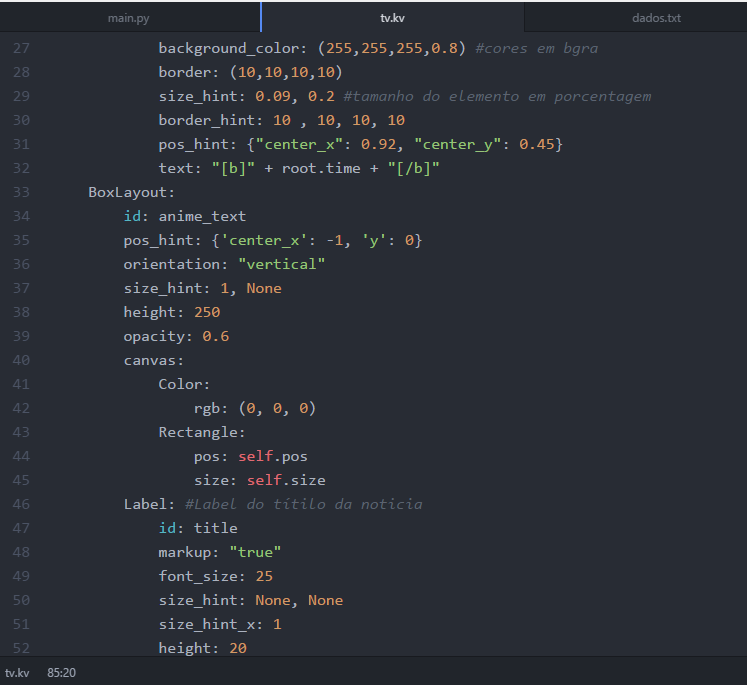 main.py tv.kv dados.txt
27 background_color: (255,255,255,0.8) #cores em bgra
28 border: (10,10,10,10)
29 size_hint: 0.09, 0.2 #tamanho do elemento em porcentagem
30 border_hint: 10 , 10, 10, 10
31 pos_hint: {"center_x": 0.92, "center_y": 0.45}
32 text: "[b]" + root.time + "[/b]"
33 BoxLayout:
34 id: anime_text
35 pos_hint: {'center_x': -1, 'y': 0}
36 orientation: "vertical"
37 size_hint: 1, None
38 height: 250
39 opacity: 0.6
40 canvas:
41 Color:
42 rgb: (0, 0, 0)
43 Rectangle:
44 pos: self.pos
45 size: self.size
46 Label: #Label do títilo da noticia
47 id: title
48 markup: "true"
49 font_size: 25
50 size_hint: None, None
51 size_hint_x: 1
52 height: 20
tv.kv 85:20